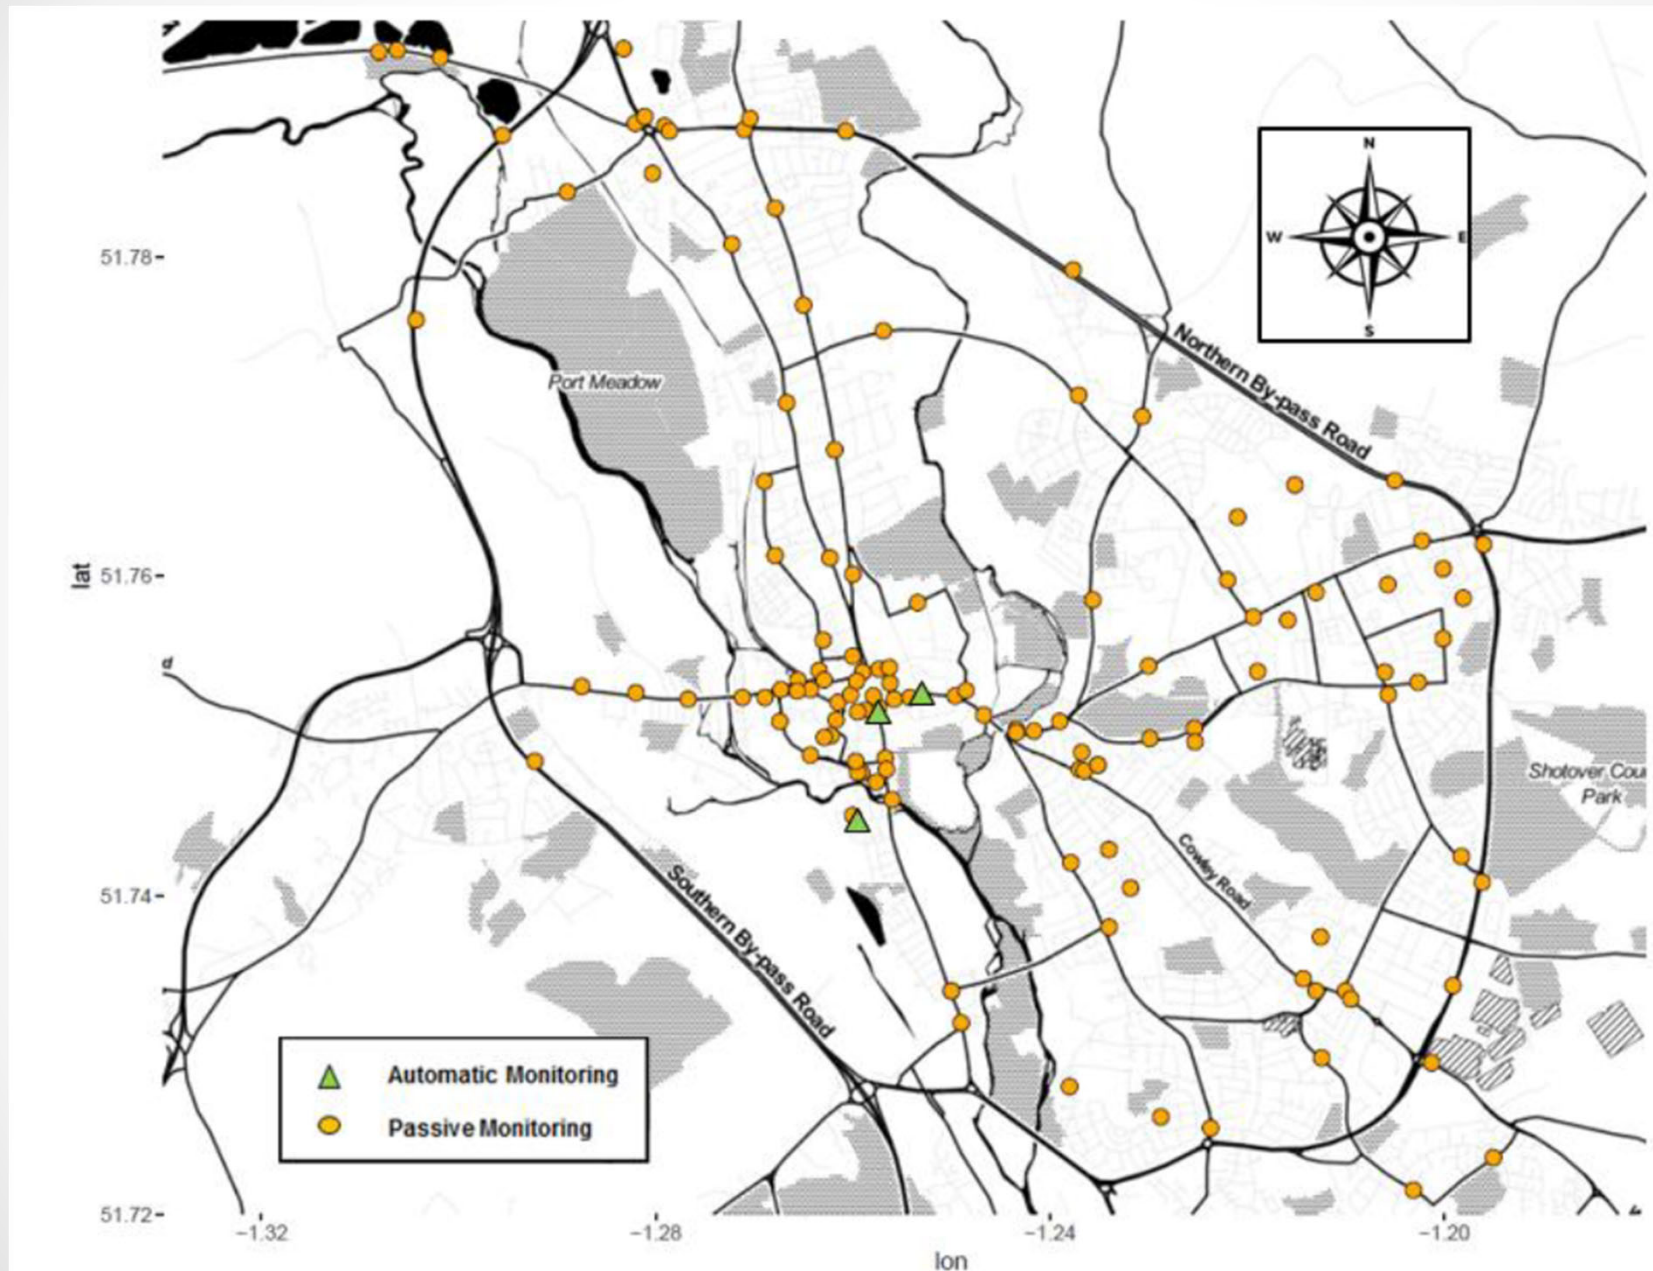 N
W
E
S
51.78
Northern By-pass Road
Port Meadow
lat
51.76
d
Shotover Cou
Park
Cowley Road
51.74
Southern By-pass Road
Automatic Monitoring
Passive Monitoring
51.72
−1.32
−1.28
−1.24
−1.20
lon